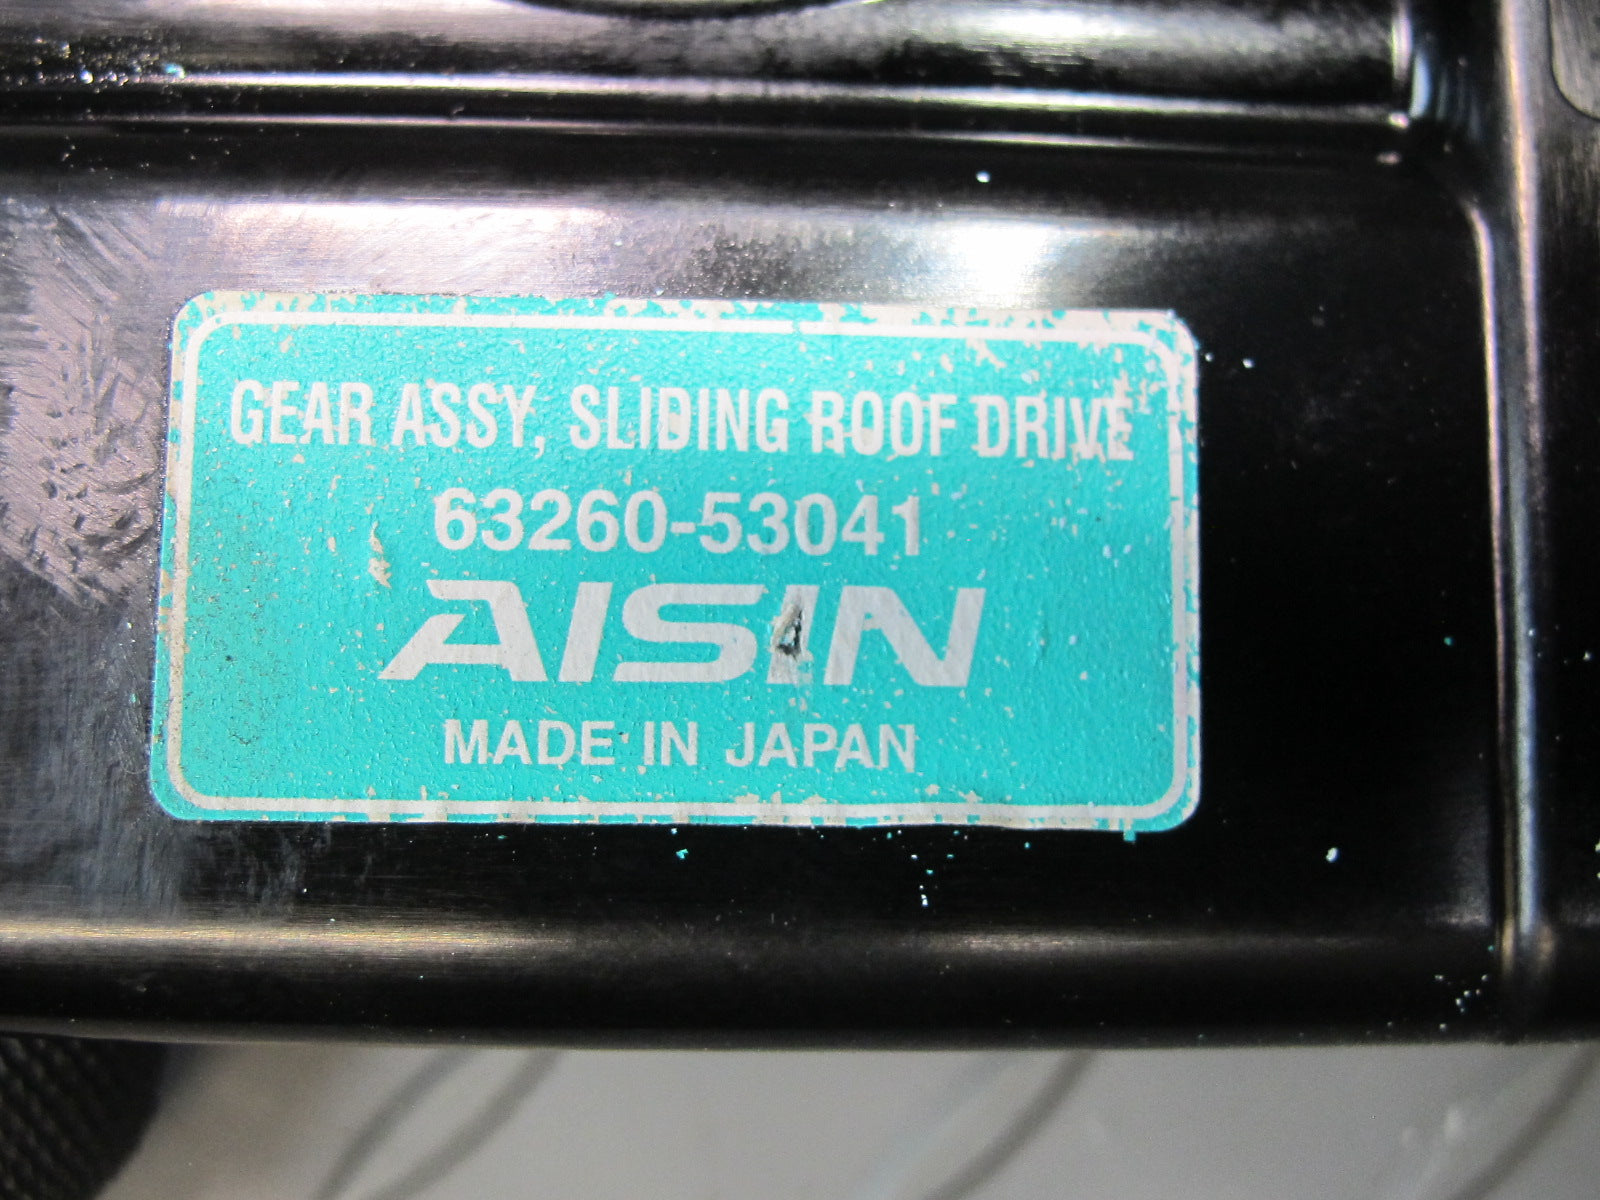 GEAR ASSY, SLIDING ROOF DRIVE
63260-53041
AISIN
MADE IN JAPAN